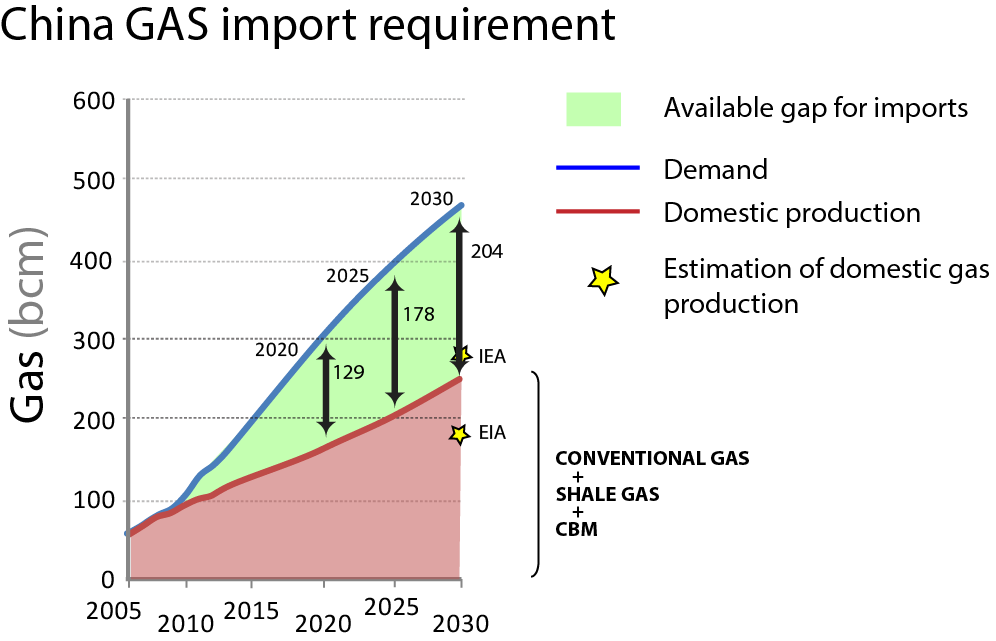 China GAS import requirement
Gas (bcm)
600
500
400
300
200
100
0
2005
2010
2015
2020
2025
2030
2030
2025
2020
204
178
129
IEA
EIA
Available gap for imports
Demand
Domestic production
Estimation of domestic gas
production
CONVENTIONAL GAS
+
SHALE GAS
+
CBM